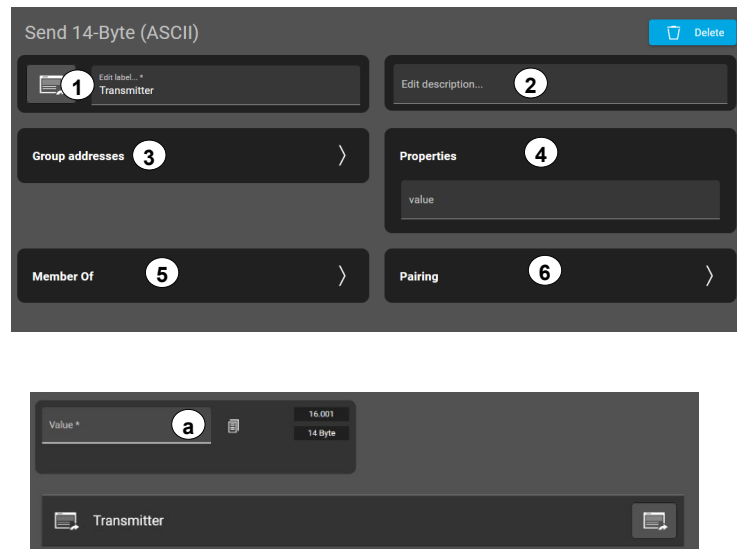 Send 14-Byte (ASCII)
Delete
1
Edit label... *
Transmitter
Edit description...
2
Group addresses
3
Properties
4
value
Member Of
5
Pairing
6
Value *
a
16.001
14 Byte
Transmitter